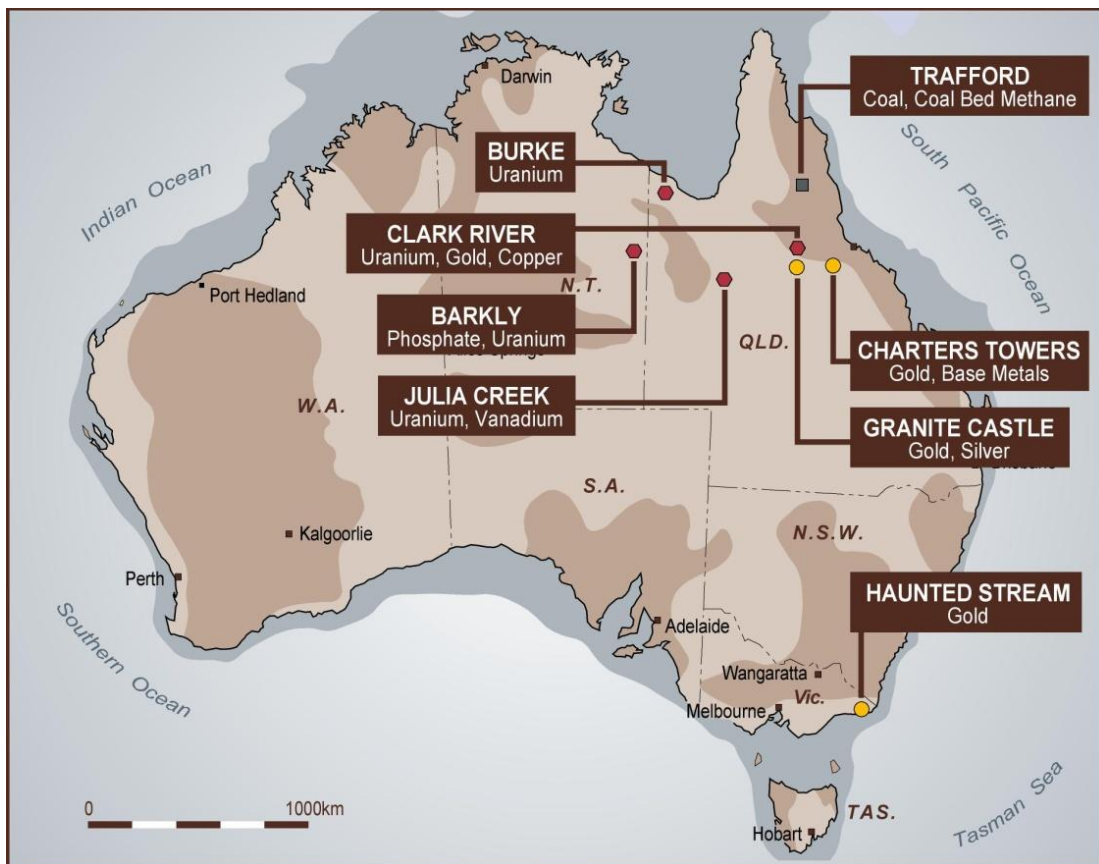 Darwin
TRAFFORD
Coal, Coal Bed Methane
Indian Ocean
South Pacific Ocean
BURKE
Uranium
CLARK RIVER
Uranium, Gold, Copper
Port Hedland
N.T.
BARKLY
Phosphate, Uranium
QLD.
CHARTERS TOWERS
Gold, Base Metals
W.A.
JULIA CREEK
Uranium, Vanadium
GRANITE CASTLE
Gold, Silver
S.A.
N.S.W.
Kalgoorlie
Perth
HAUNTED STREAM
Gold
Southern Ocean
Adelaide
Wangaratta
Vic.
Melbourne
0 1000km
TAS.
Hobart
Tasman Sea